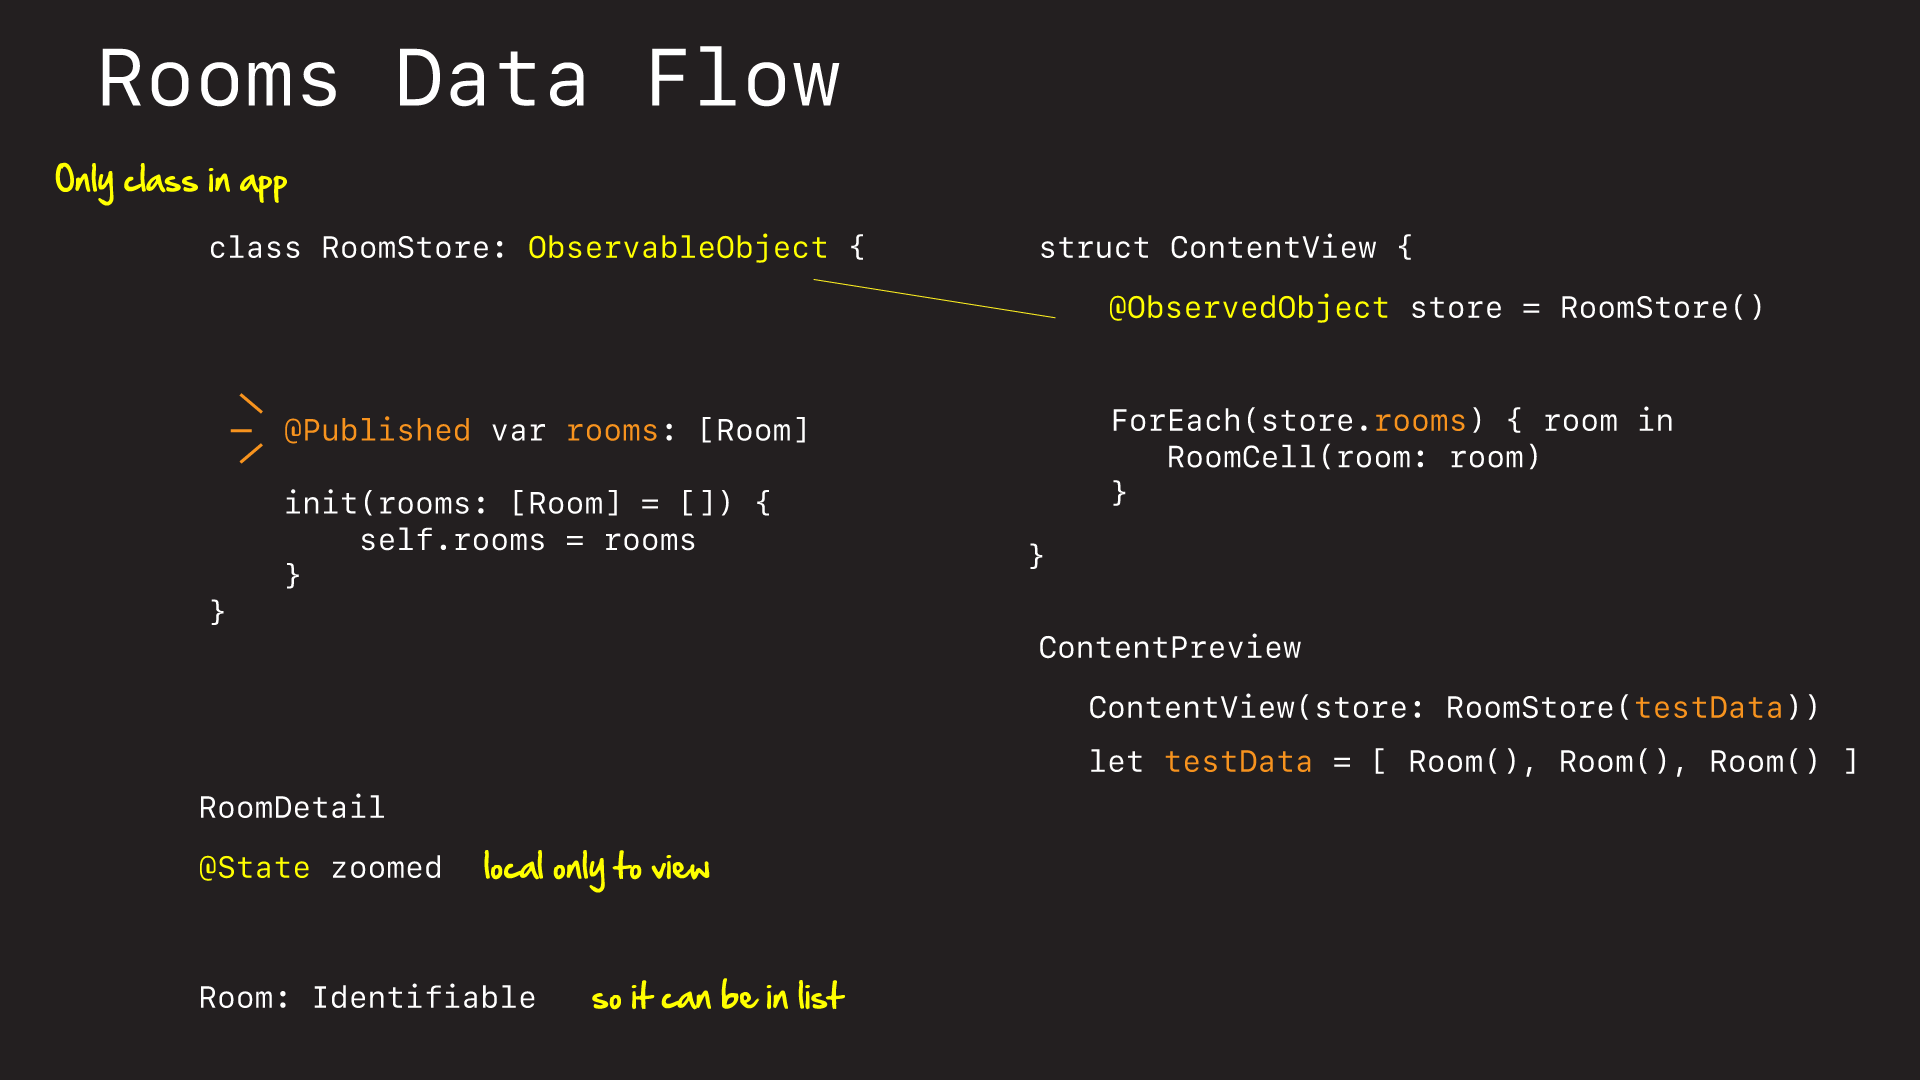 Rooms Data Flow
Only class in app
class RoomStore: ObservableObject {
@Published var rooms: [Room]
init(rooms: [Room] = []) {
self.rooms = rooms
}
}
struct ContentView {
@ObservedObject store = RoomStore()
ForEach(store.rooms) { room in
RoomCell(room: room)
}
}
ContentPreview
ContentView(store: RoomStore(testData))
let testData = [ Room(), Room(), Room() ]
RoomDetail
@State zoomed local only to view
Room: Identifiable so it can be in list